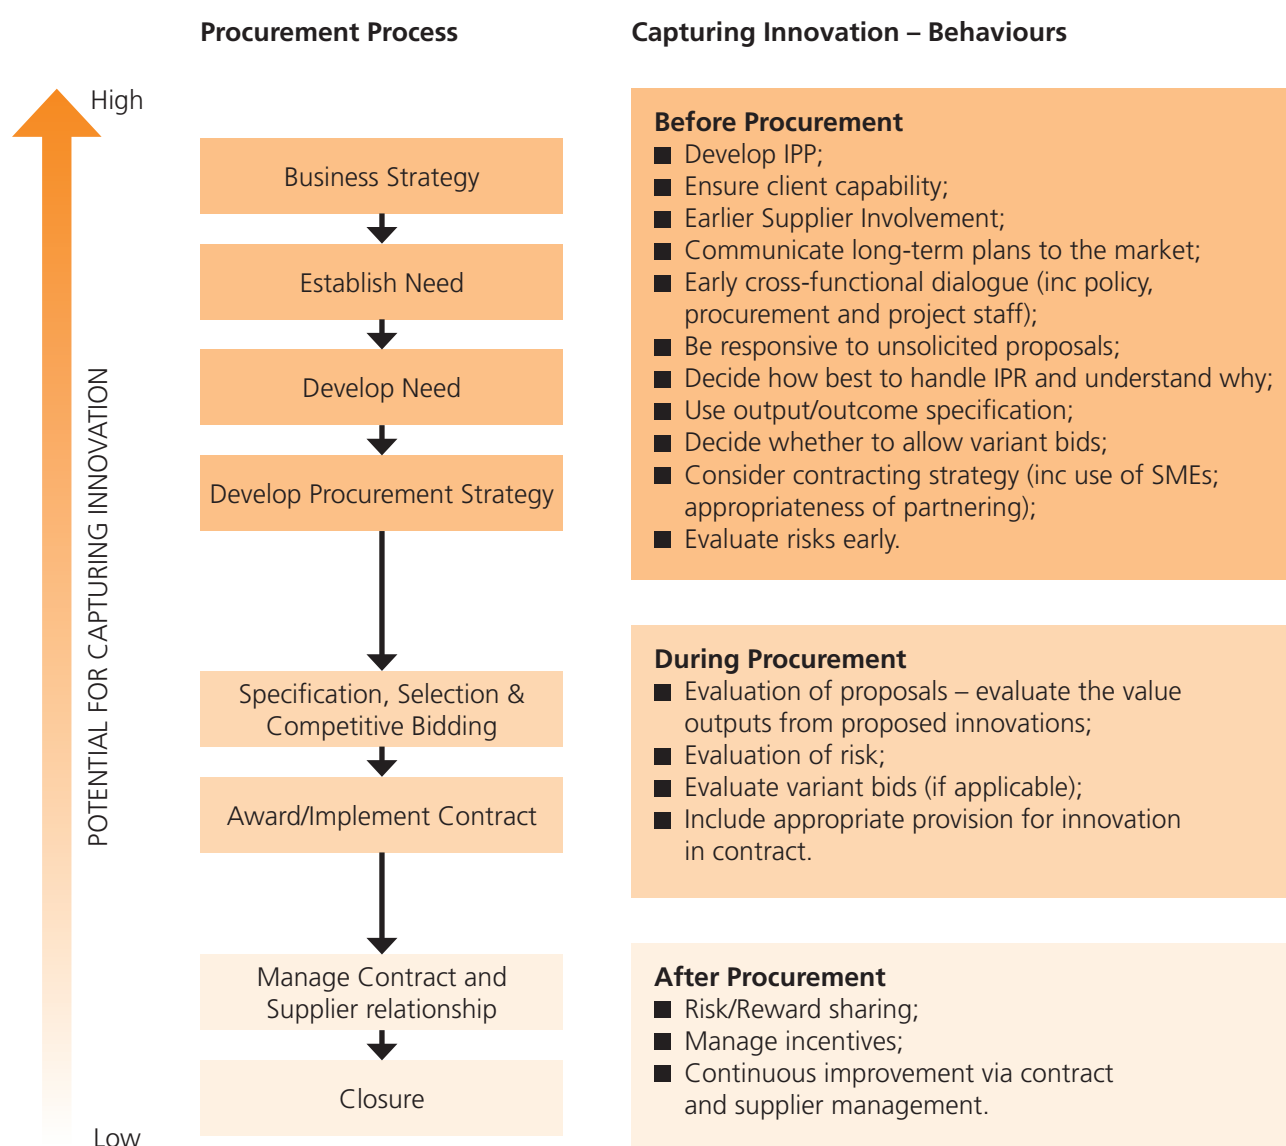 Procurement Process
Capturing Innovation – Behaviours
High
POTENTIAL FOR CAPTURING INNOVATION
Low
Business Strategy
Establish Need
Develop Need
Develop Procurement Strategy
Specification, Selection &
Competitive Bidding
Award/Implement Contract
Manage Contract and
Supplier relationship
Closure
Before Procurement
■ Develop IPP;
■ Ensure client capability;
■ Earlier Supplier Involvement;
■ Communicate long-term plans to the market;
■ Early cross-functional dialogue (inc policy,
procurement and project staff);
■ Be responsive to unsolicited proposals;
■ Decide how best to handle IPR and understand why;
■ Use output/outcome specification;
■ Decide whether to allow variant bids;
■ Consider contracting strategy (inc use of SMEs;
appropriateness of partnering);
■ Evaluate risks early.
During Procurement
■ Evaluation of proposals – evaluate the value
outputs from proposed innovations;
■ Evaluation of risk;
■ Evaluate variant bids (if applicable);
■ Include appropriate provision for innovation
in contract.
After Procurement
■ Risk/Reward sharing;
■ Manage incentives;
■ Continuous improvement via contract
and supplier management.